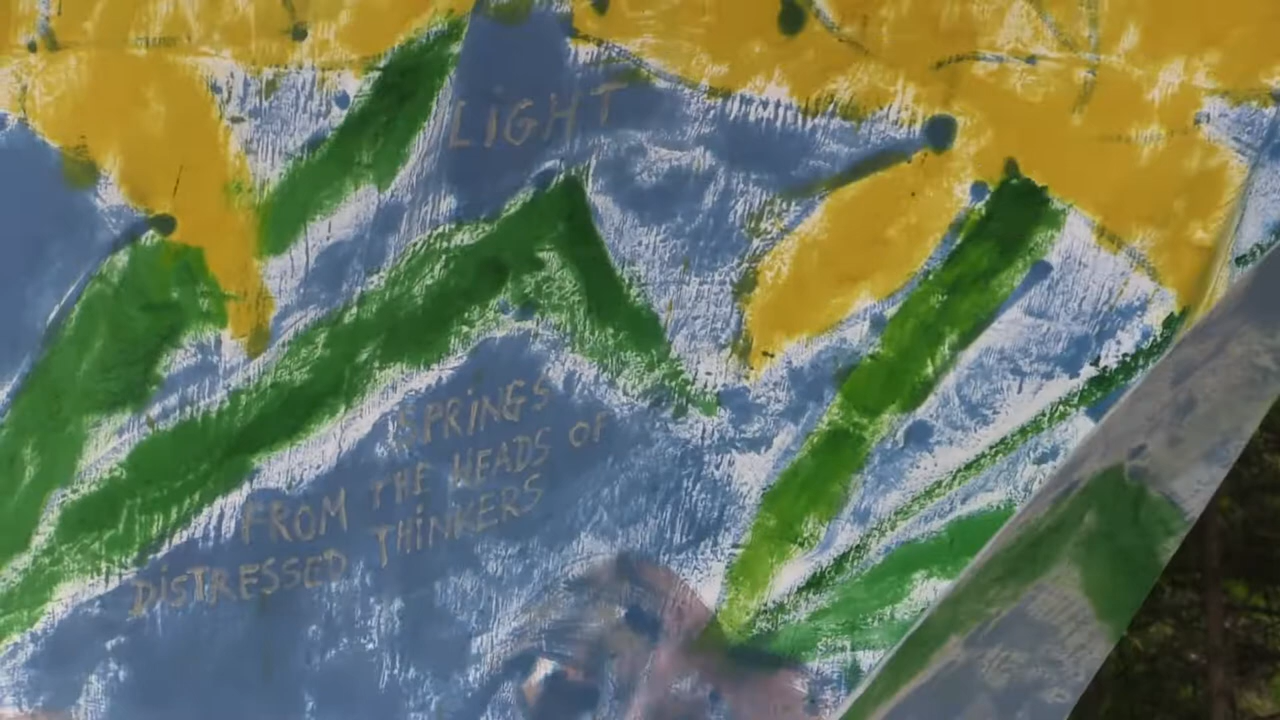 LiGHT
SPRiNGS
FROM THE HEADS OF
DiSTRESSED THiNKERS